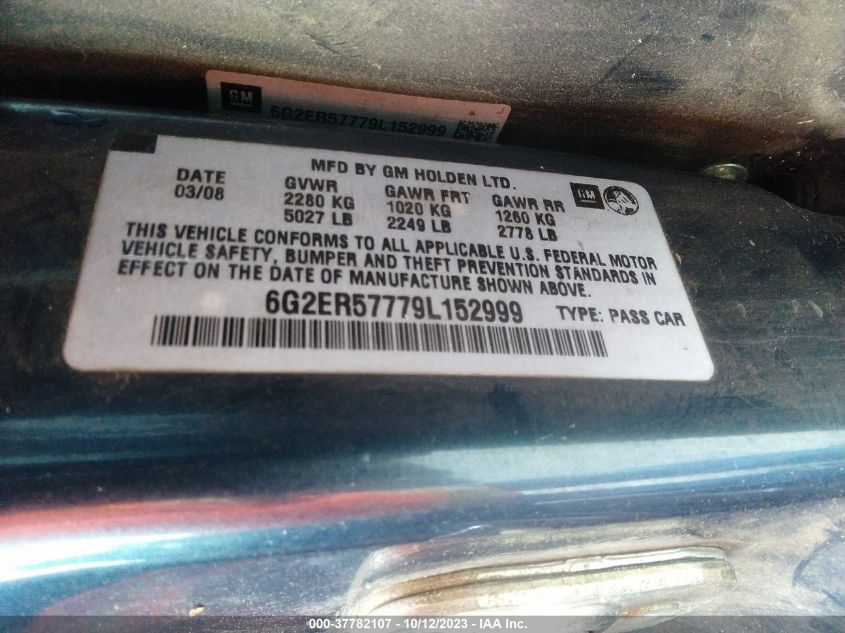 GM
6G2ER57779L152999
MFD BY GM HOLDEN LTD.
DATE GVWR GAWR FRT GAWR RR
03/08 2280 KG 1020 KG 1260 KG
5027 LB 2249 LB 2778 LB
GM
THIS VEHICLE CONFORMS TO ALL APPLICABLE U.S. FEDERAL MOTOR
VEHICLE SAFETY, BUMPER AND THEFT PREVENTION STANDARDS IN
EFFECT ON THE DATE OF MANUFACTURE SHOWN ABOVE.
6G2ER57779L152999 TYPE: PASS CAR
000-37782107 - 10/12/2023 - IAA Inc.